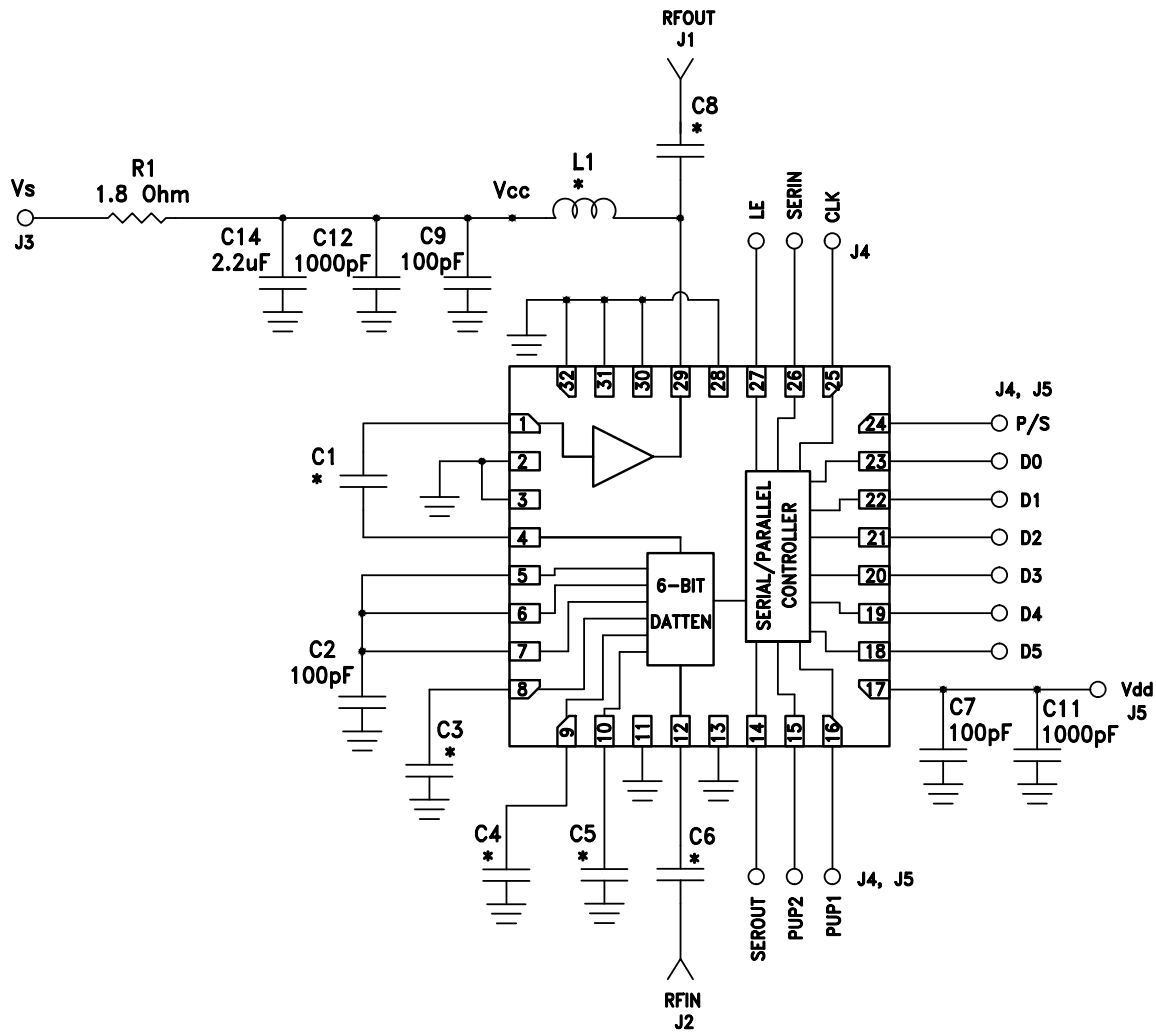 RFOUT
J1
C8
*
R1
1.8 Ohm
L1
*
Vs
Vcc
J3
C14
2.2uF
C12
1000pF
C9
100pF
LE
SERIN
CLK
J4
32
31
30
29
28
27
26
25
J4, J5
1
24
P/S
C1
*
2
23
D0
3
22
D1
4
21
D2
SERIAL/PARALLEL
CONTROLLER
5
20
D3
6-BIT
DATTEN
6
19
D4
7
18
D5
C2
100pF
8
17
Vdd
J5
C7
100pF
C11
1000pF
C3
*
9
10
11
12
13
14
15
16
C4
*
C5
*
C6
*
J4, J5
SEROUT
PUP2
PUP1
RFIN
J2